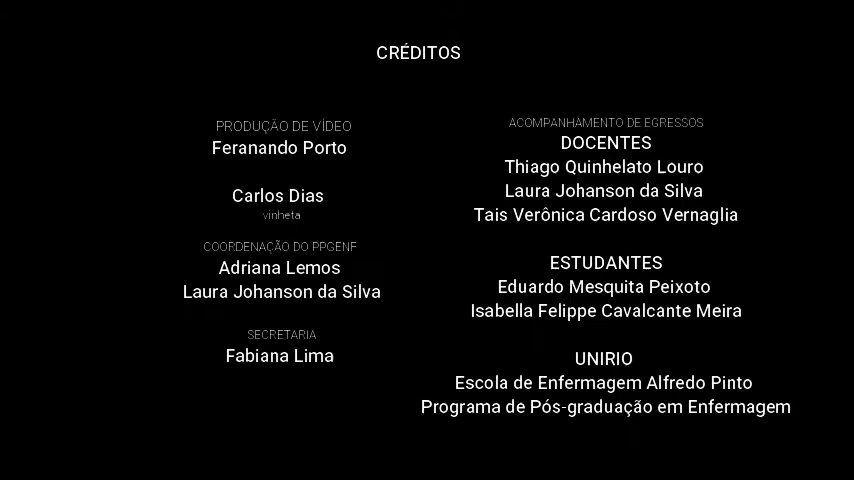 CRÉDITOS
PRODUÇÃO DE VÍDEO
Feranando Porto
Carlos Dias
vinheta
COORDENAÇÃO DO PPGENF
Adriana Lemos
Laura Johanson da Silva
SECRETARIA
Fabiana Lima
ACOMPANHAMENTO DE EGRESSOS
DOCENTES
Thiago Quinhelato Louro
Laura Johanson da Silva
Tais Verônica Cardoso Vernaglia
ESTUDANTES
Eduardo Mesquita Peixoto
Isabella Felippe Cavalcante Meira
UNIRIO
Escola de Enfermagem Alfredo Pinto
Programa de Pós-graduação em Enfermagem